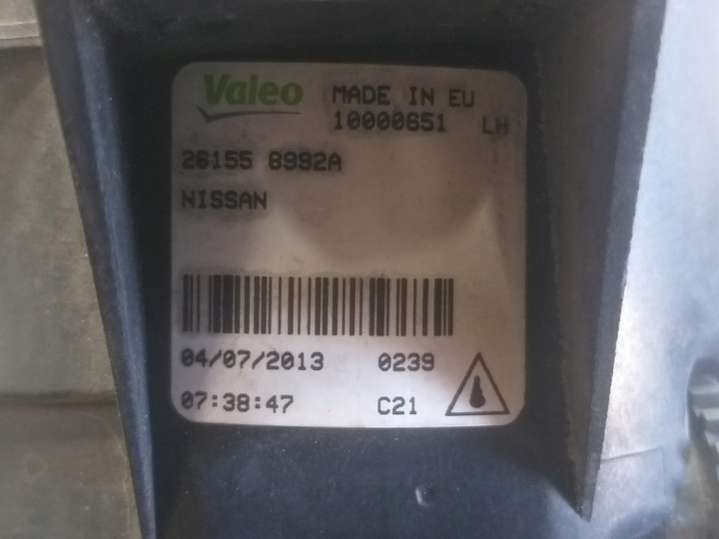 Valeo MADE IN EU
10000651 LH
26155 8992A
NISSAN
04/07/2013 0239
07:38:47 C21